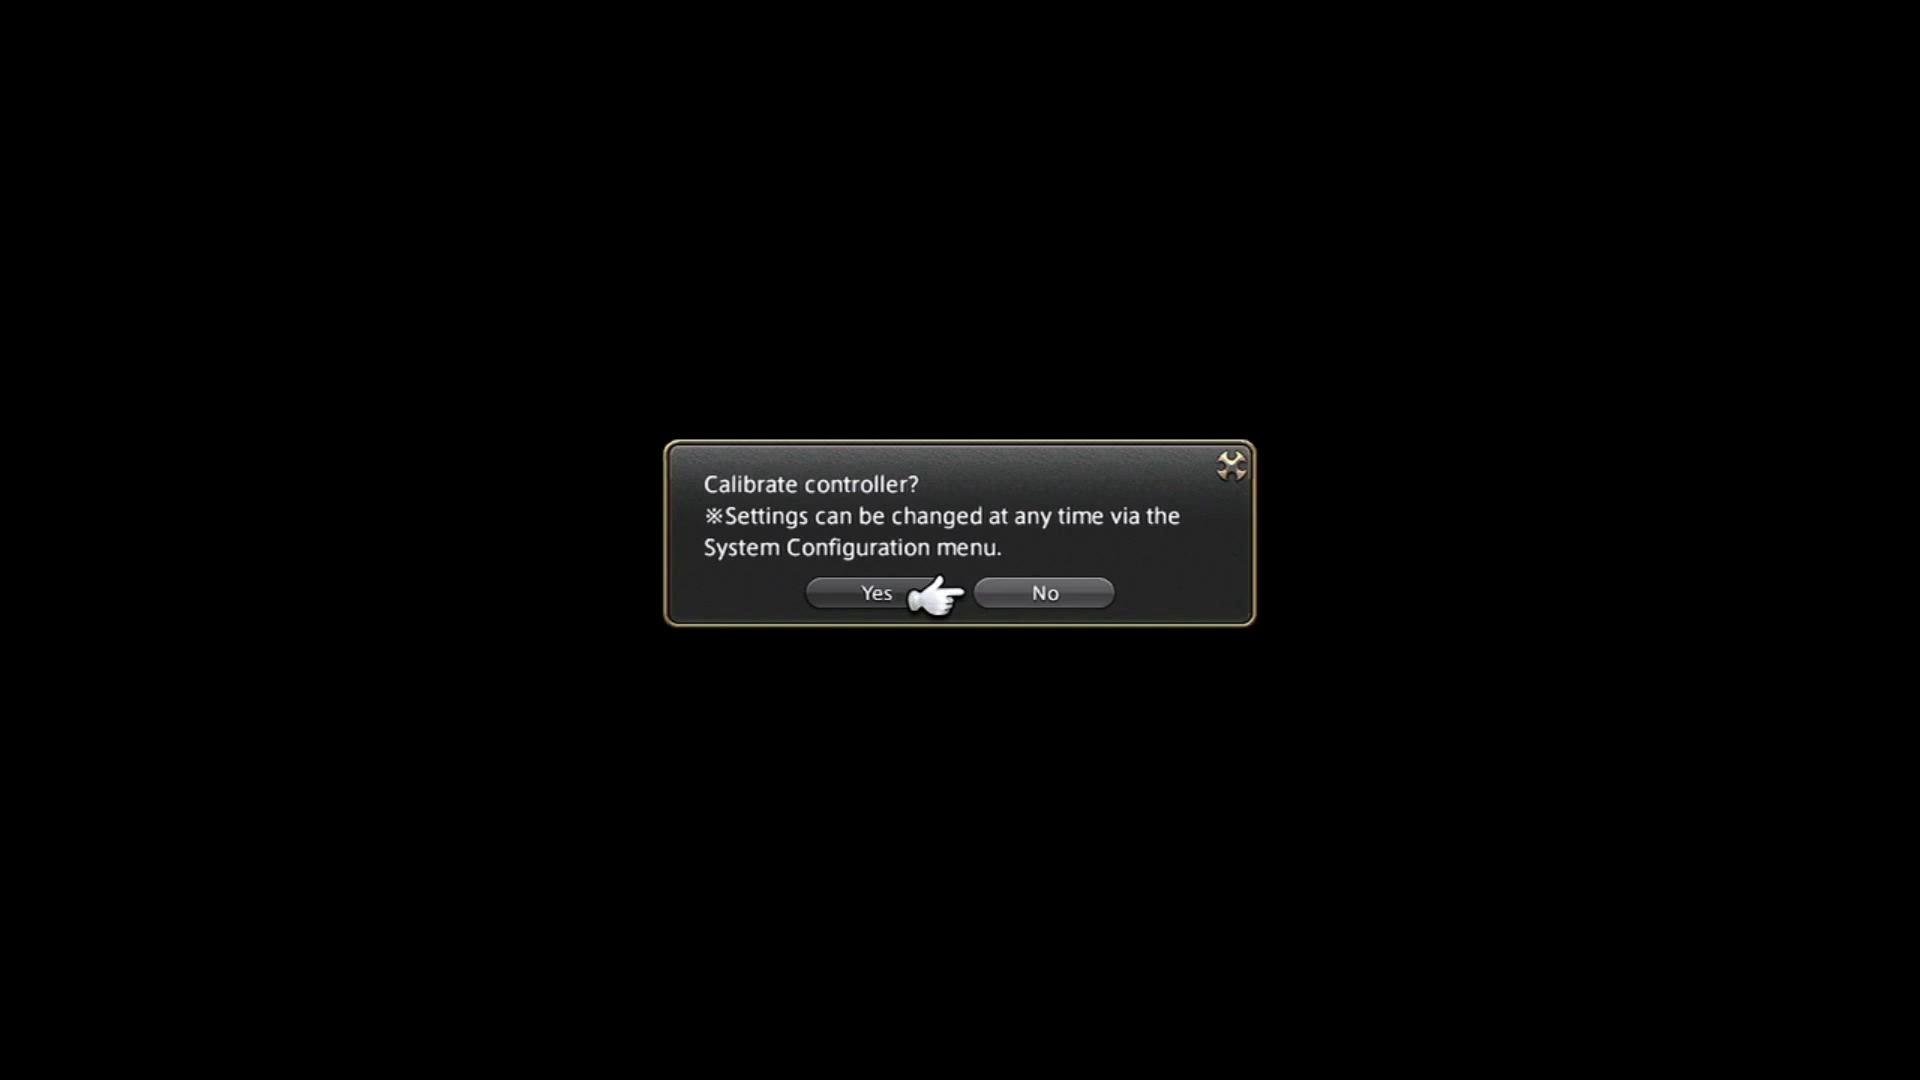 Calibrate controller?
※Settings can be changed at any time via the
System Configuration menu.
Yes No